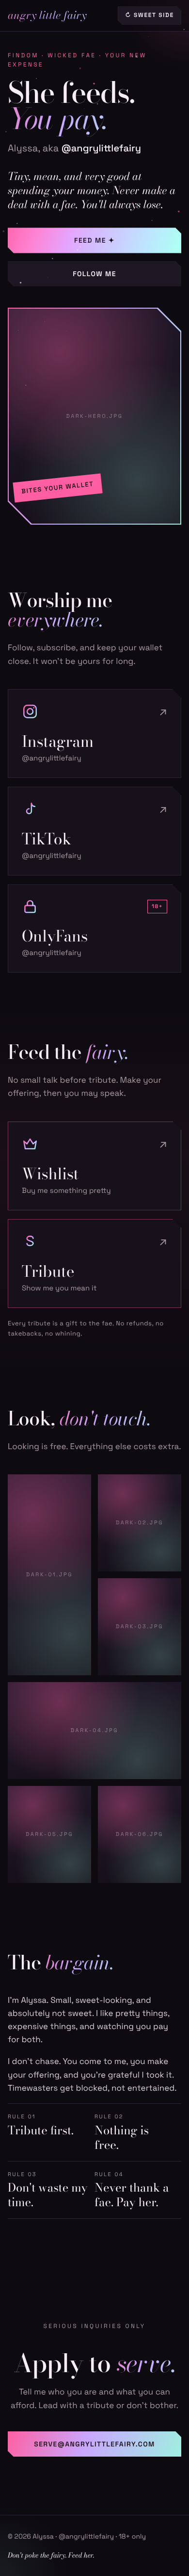 angry little fairy
SWEET SIDE
FINDOM · WICKED FAE · YOUR NEW
EXPENSE
She feeds.
You pay.
Alyssa, aka @angrylittlefairy
Tiny, mean, and very good at
spending your money. Never make a
deal with a fae. You'll always lose.
FEED ME
FOLLOW ME
DARK-HERO.JPG
BITES YOUR WALLET
Worship me
everywhere.
Follow, subscribe, and keep your wallet
close. It won't be yours for long.
Instagram
@angrylittlefairy
TikTok
@angrylittlefairy
18+
OnlyFans
@angrylittlefairy
Feed the fairy.
No small talk before tribute. Make your
offering, then you may speak.
Wishlist
Buy me something pretty
Tribute
Show me you mean it
Every tribute is a gift to the fae. No refunds, no
takebacks, no whining.
Look, don't touch.
Looking is free. Everything else costs extra.
DARK-01.JPG
DARK-02.JPG
DARK-03.JPG
DARK-04.JPG
DARK-05.JPG
DARK-06.JPG
The bargain.
I'm Alyssa. Small, sweet-looking, and
absolutely not sweet. I like pretty things,
expensive things, and watching you pay
for both.
I don't chase. You come to me, you make
your offering, and you're grateful I took it.
Timewasters get blocked, not entertained.
RULE 01
Tribute first.
RULE 02
Nothing is
free.
RULE 03
Don't waste my
time.
RULE 04
Never thank a
fae. Pay her.
SERIOUS INQUIRIES ONLY
Apply to serve.
Tell me who you are and what you can
afford. Lead with a tribute or don't bother.
SERVE@ANGRYLITTLEFAIRY.COM
© 2026 Alyssa · @angrylittlefairy · 18+ only
Don't poke the fairy. Feed her.